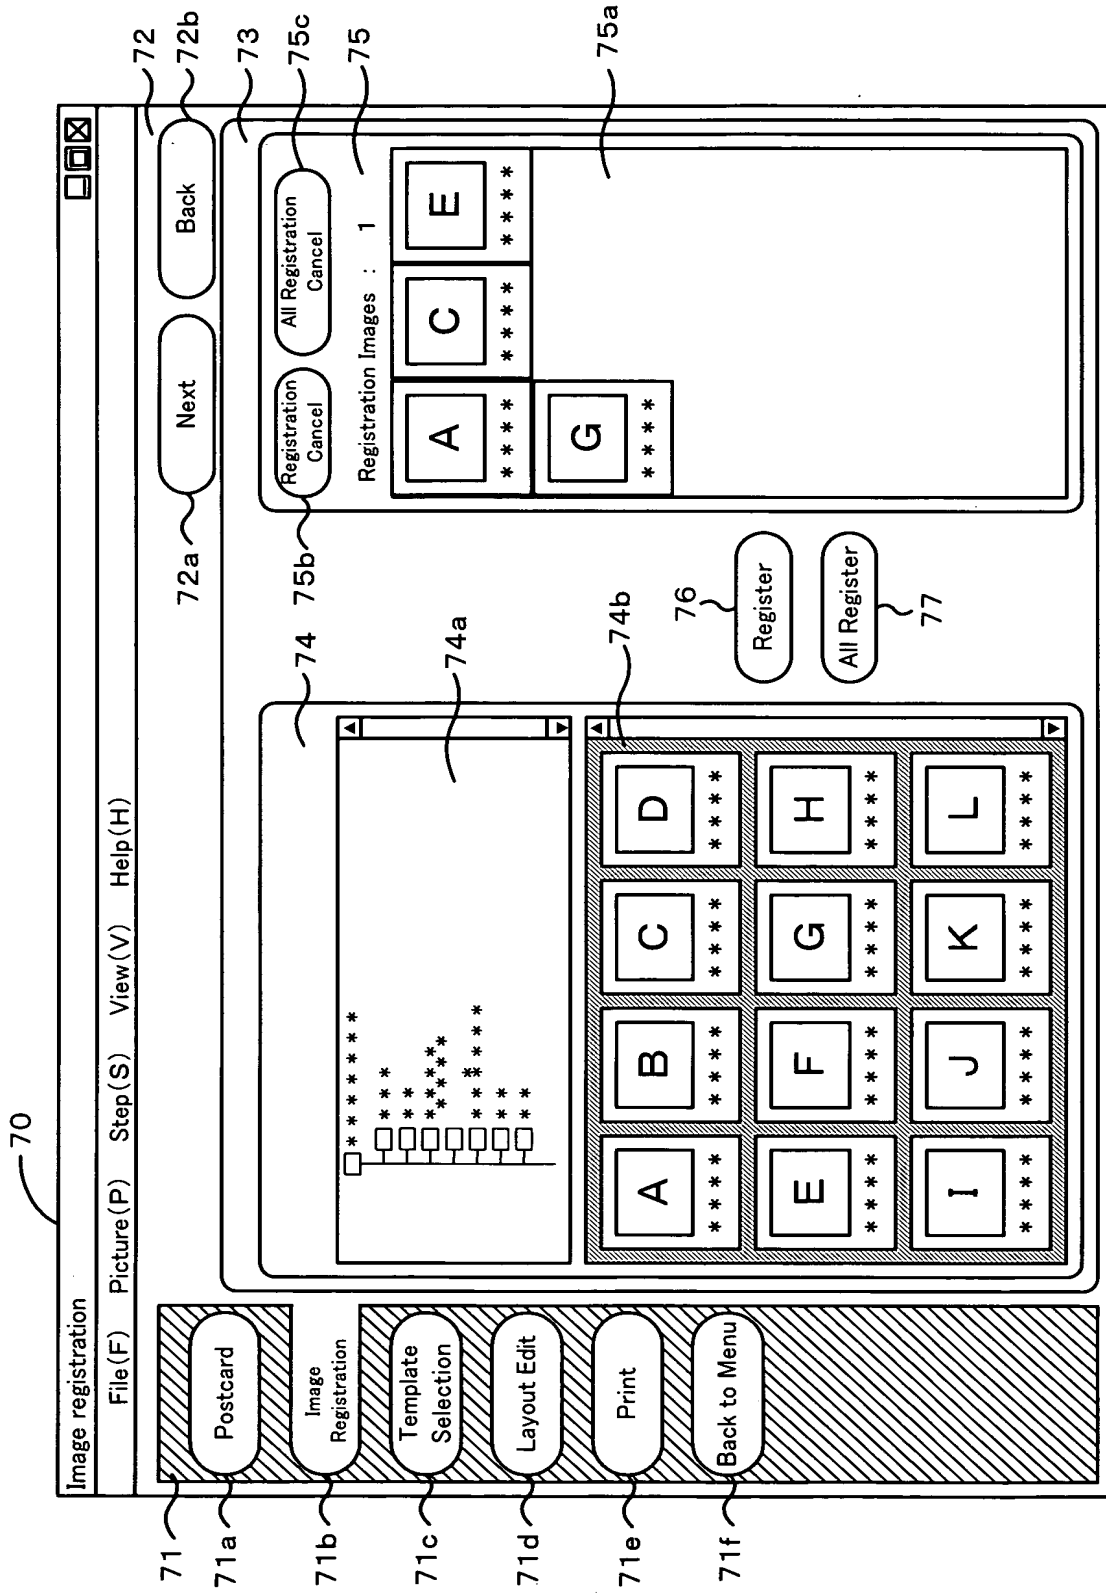 70
Image registration
File(F) Picture(P) Step(S) View(V) Help(H)
71
71a
Postcard
71b
Image
Registration
71c
Template
Selection
71d
Layout Edit
71e
Print
71f
Back to Menu
72
72a
Next
Back
72b
73
74
74a
* * * * * * *
* * *
* *
* * * *
* * * *
*
* * * * * *
* *
* *
74b
A B C D
**** **** **** ****
E F G H
**** **** **** ****
I J K L
**** **** **** ****
76
Register
All Register
77
75b
Registration
Cancel
All Registration
Cancel
75c
75
Registration Images : 1
A C E
**** **** ****
G
****
75a